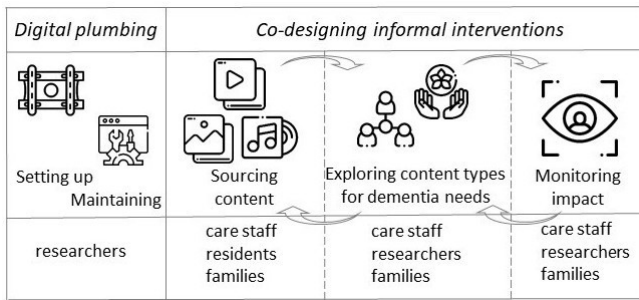 Digital plumbing
Co-designing informal interventions
Setting up
Maintaining
Sourcing
content
Exploring content types
for dementia needs
Monitoring
impact
researchers
care staff
residents
families
care staff
researchers
families
care staff
researchers
families